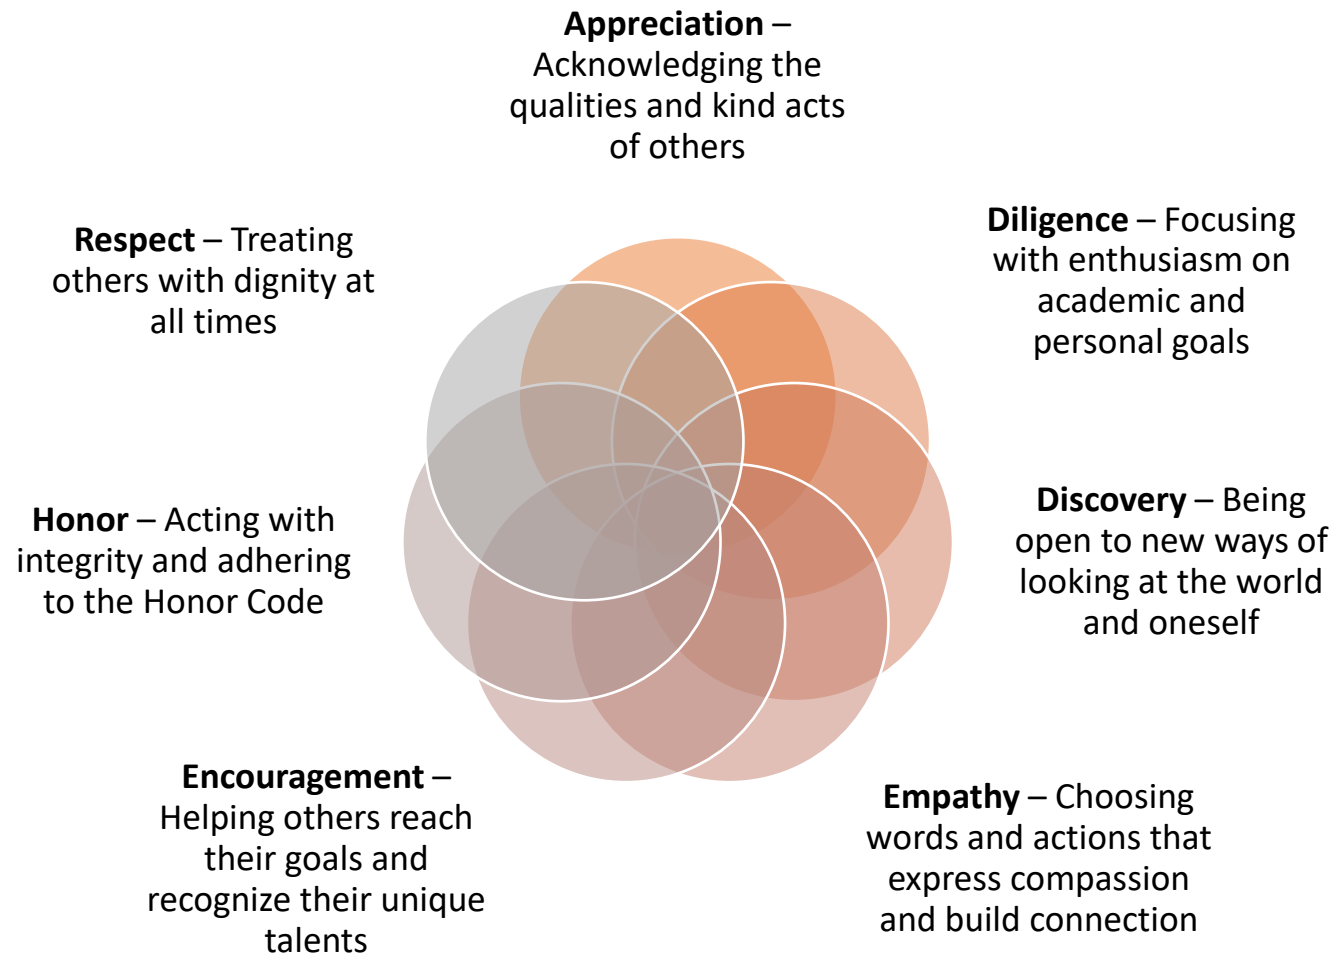 Appreciation –
Acknowledging the
qualities and kind acts
of others
Diligence – Focusing
with enthusiasm on
academic and
personal goals
Discovery – Being
open to new ways of
looking at the world
and oneself
Empathy – Choosing
words and actions that
express compassion
and build connection
Encouragement –
Helping others reach
their goals and
recognize their unique
talents
Honor – Acting with
integrity and adhering
to the Honor Code
Respect – Treating
others with dignity at
all times